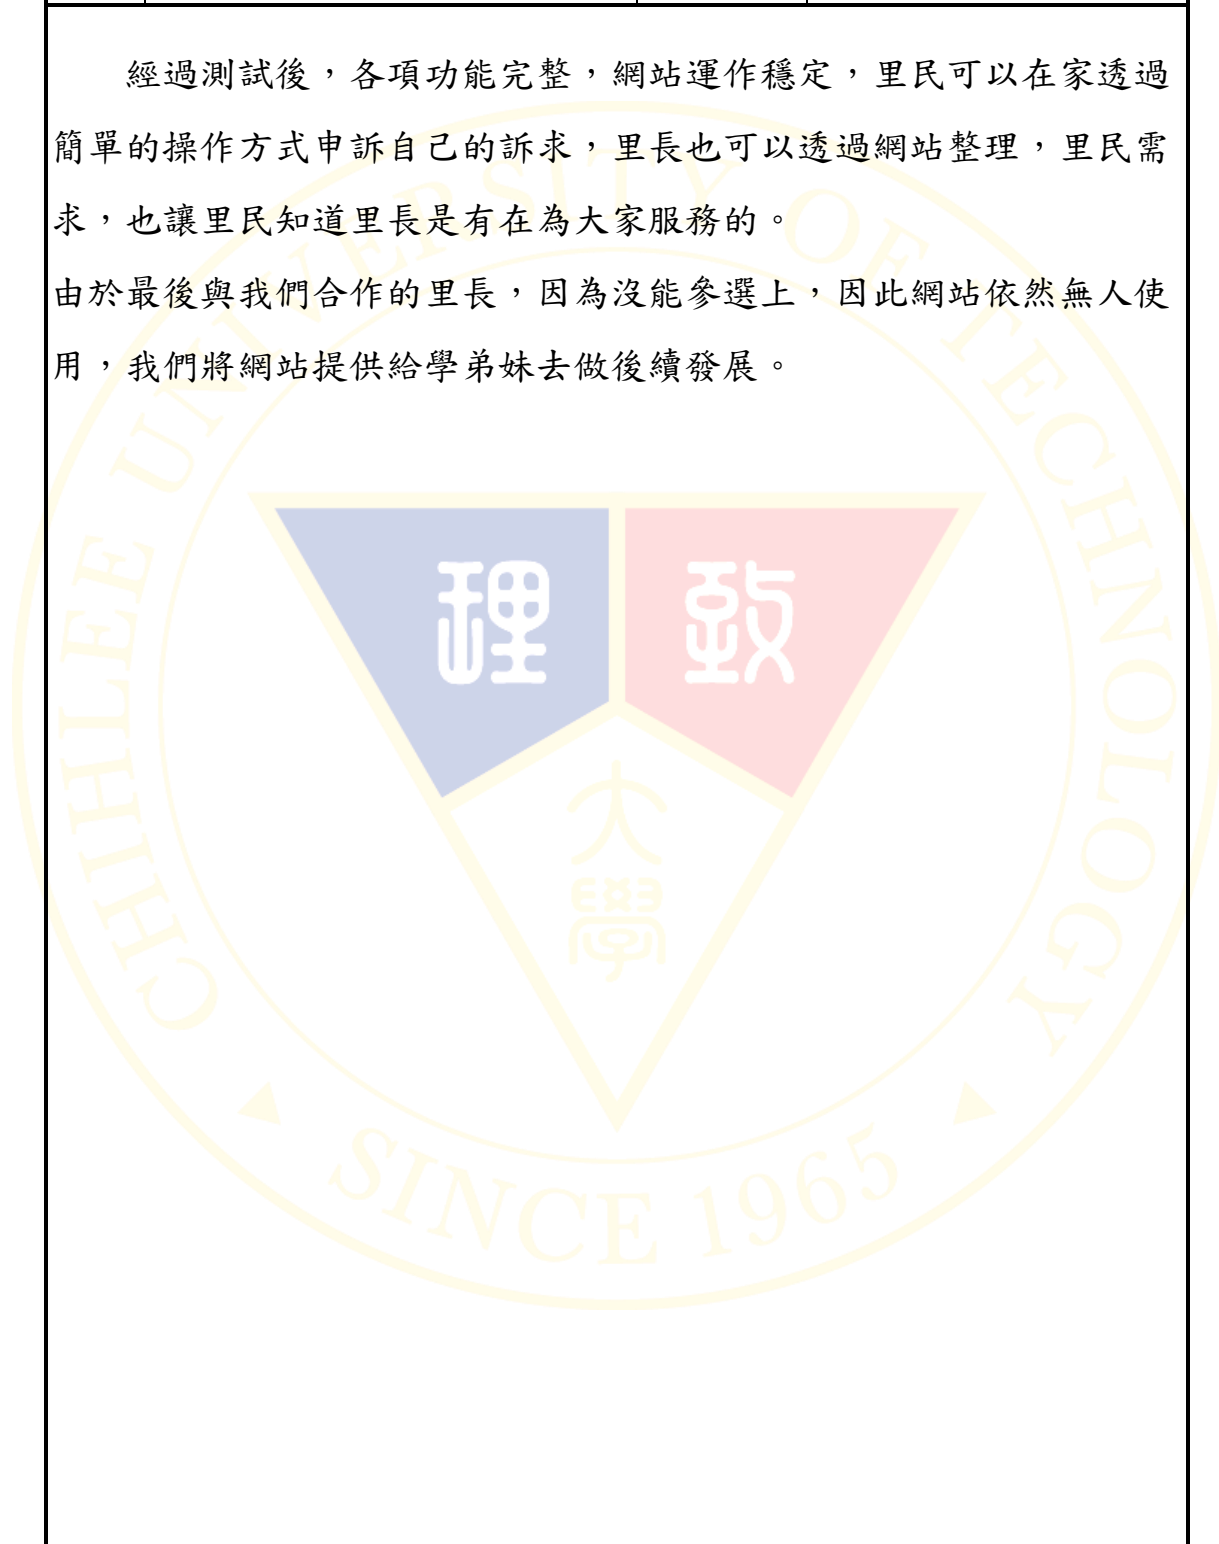 經過測試後，各項功能完整，網站運作穩定，里民可以在家透過
簡單的操作方式申訴自己的訴求，里長也可以透過網站整理，里民需
求，也讓里民知道里長是有在為大家服務的。
由於最後與我們合作的里長，因為沒能參選上，因此網站依然無人使
用，我們將網站提供給學弟妹去做後續發展。
CHIHLEE UNIVERSITY OF TECHNOLOGY
理 致
大
學
SINCE 1965